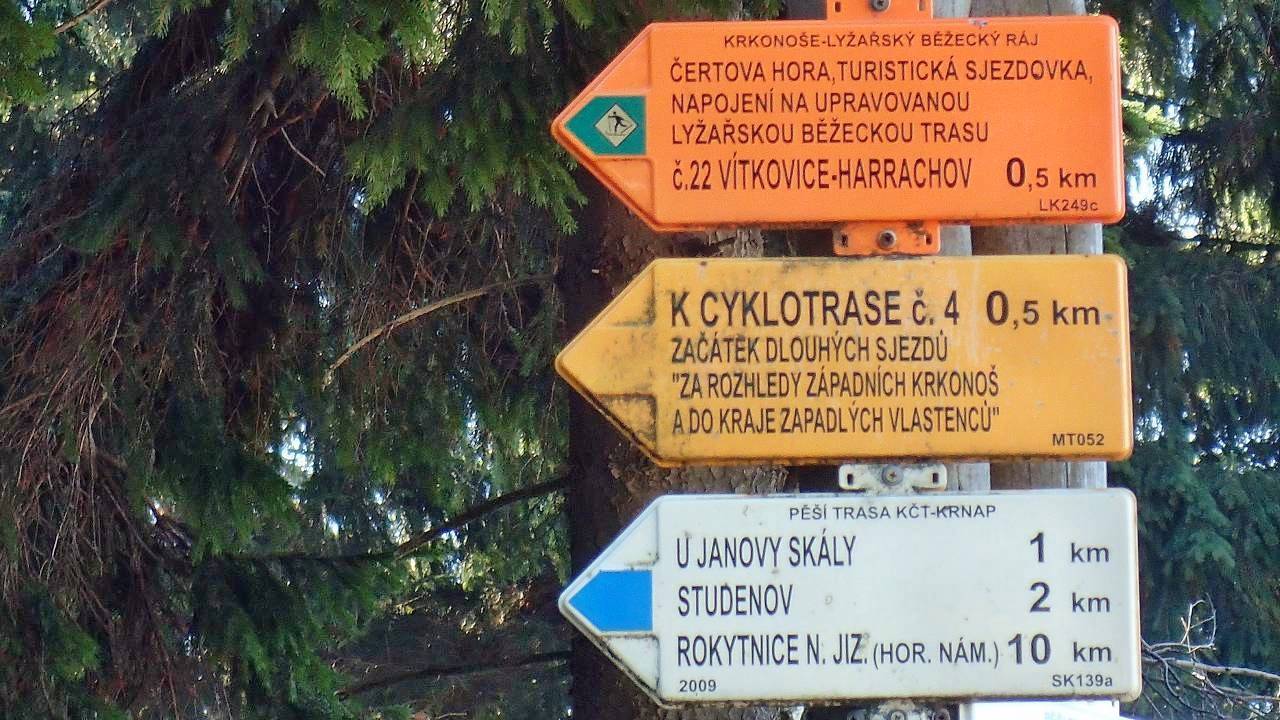 KRKONOŠE-LYŽAŘSKÝ BĚŽECKÝ RÁJ
ČERTOVA HORA, TURISTICKÁ SJEZDOVKA,
NAPOJENÍ NA UPRAVOVANOU
LYŽAŘSKOU BĚŽECKOU TRASU
č.22 VÍTKOVICE-HARRACHOV 0,5 km
LK249c
K CYKLOTRASE č. 4 0,5 km
ZAČÁTEK DLOUHÝCH SJEZDŮ
"ZA ROZHLEDY ZÁPADNÍCH KRKONOŠ
A DO KRAJE ZAPADLÝCH VLASTENCŮ"
MT052
PĚŠÍ TRASA KČT-KRNAP
U JANOVY SKÁLY 1 km
STUDENOV 2 km
ROKYTNICE N. JIZ. (HOR. NÁM.) 10 km
2009 SK139a